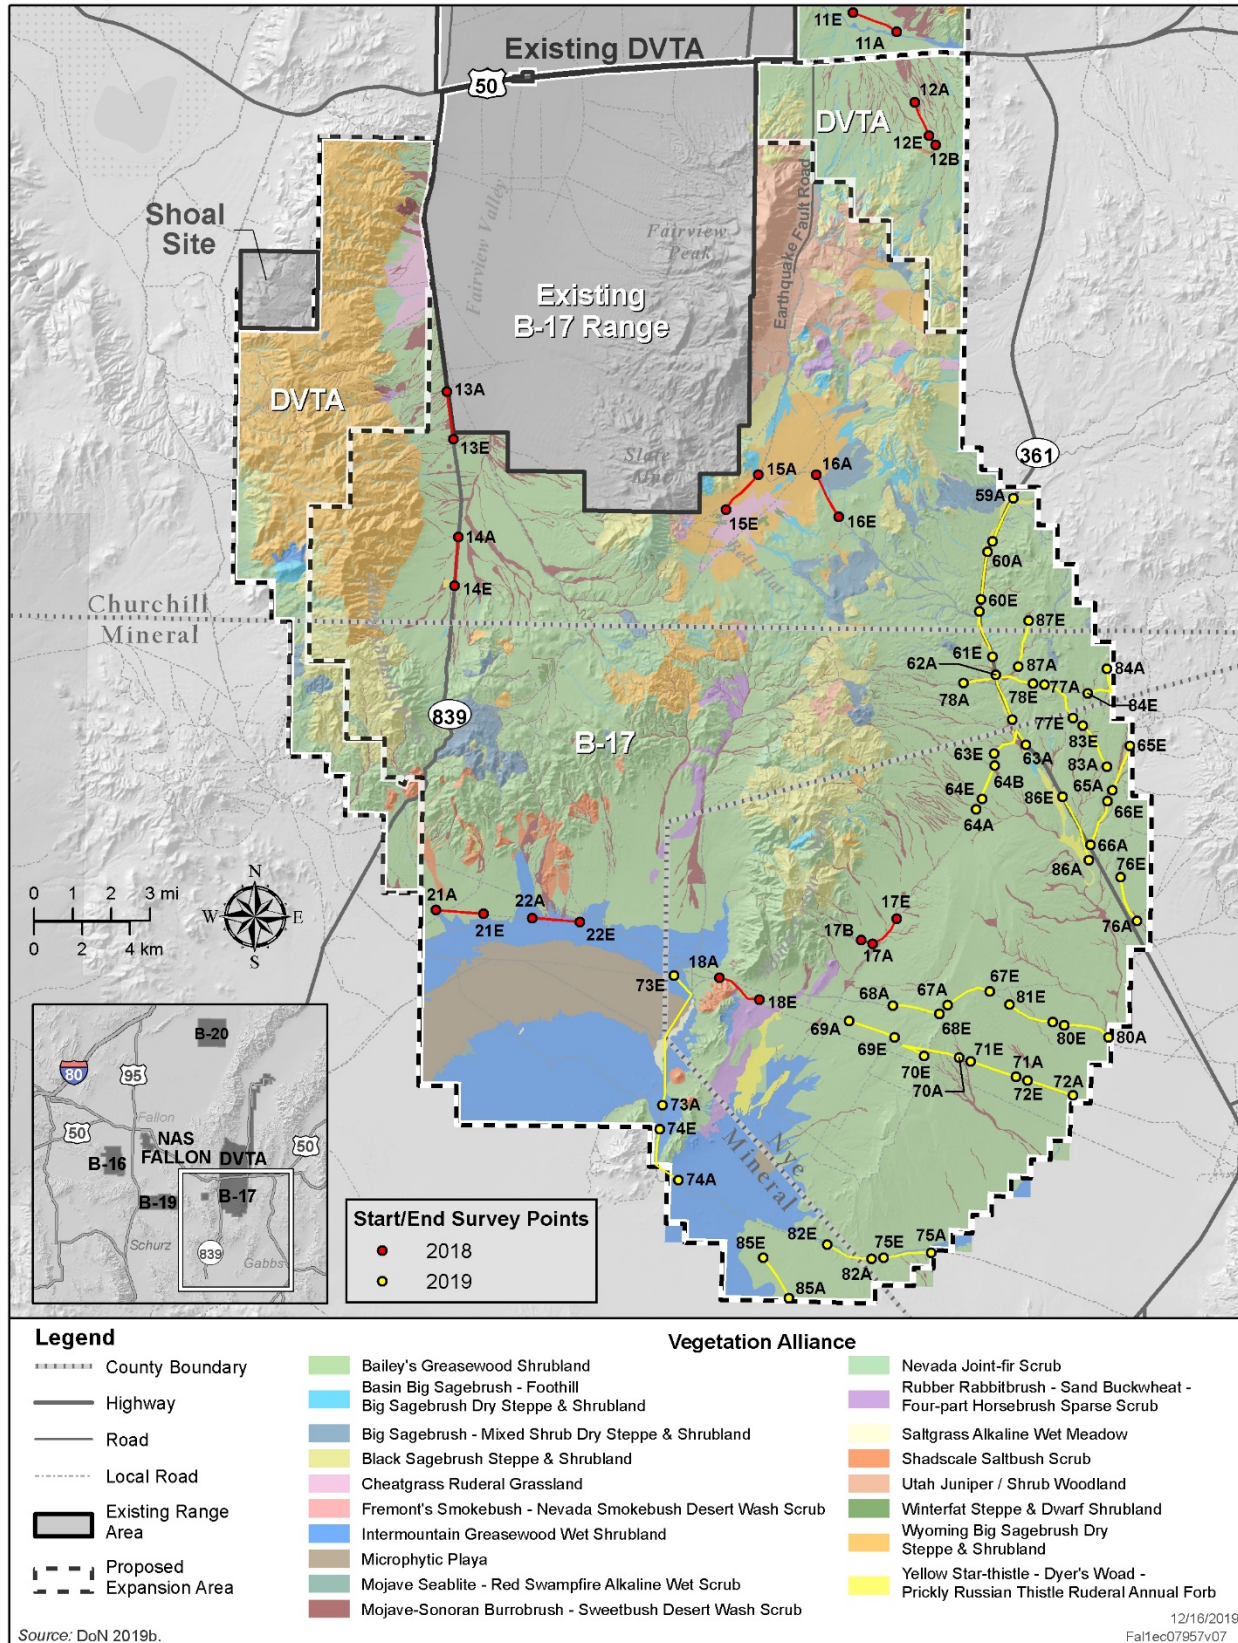 11E
11A
Existing DVTA
50
12A
DVTA
12E
12B
Shoal
Site
Fairview Valley
Fairview
Peak
Earthquake Fault Road
Existing
B-17 Range
DVTA
13A
13E
361
Slate
Mtn
15A
16A
59A
15E
16E
14A
60A
Bell Flat
14E
60E
Churchill
Mineral
87E
61E
62A
87A
84A
78A
78E
77A
84E
839
B-17
77E
83E
65E
63E
63A
83A
64B
65A
64E
86E
66E
64A
66A
86A
76E
0 1 2 3 mi
0 2 4 km
N
W E
S
21A
22A
17E
76A
21E
22E
17B
17A
73E
18A
67E
18E
68A
67A
81E
69A
68E
80E
80A
69E
71E
70E
71A
70A
72E
72A
73A
74E
Nye
Mineral
74A
B-20
80
95
Fallon
50
NAS
FALLON
DVTA
50
B-16
B-19
B-17
Schurz
839
Gabbs
Start/End Survey Points
2018
2019
85E
82E
75E
75A
82A
85A
Legend
County Boundary
Highway
Road
Local Road
Existing Range
Area
Proposed
Expansion Area
Vegetation Alliance
Bailey's Greasewood Shrubland
Basin Big Sagebrush - Foothill
Big Sagebrush Dry Steppe & Shrubland
Big Sagebrush - Mixed Shrub Dry Steppe & Shrubland
Black Sagebrush Steppe & Shrubland
Cheatgrass Ruderal Grassland
Fremont's Smokebush - Nevada Smokebush Desert Wash Scrub
Intermountain Greasewood Wet Shrubland
Microphytic Playa
Mojave Seablite - Red Swampfire Alkaline Wet Scrub
Mojave-Sonoran Burrobrush - Sweetbush Desert Wash Scrub
Nevada Joint-fir Scrub
Rubber Rabbitbrush - Sand Buckwheat -
Four-part Horsebrush Sparse Scrub
Saltgrass Alkaline Wet Meadow
Shadscale Saltbush Scrub
Utah Juniper / Shrub Woodland
Winterfat Steppe & Dwarf Shrubland
Wyoming Big Sagebrush Dry
Steppe & Shrubland
Yellow Star-thistle - Dyer's Woad -
Prickly Russian Thistle Ruderal Annual Forb
Source: DoN 2019b.
12/16/2019
Fal1ec07957v07